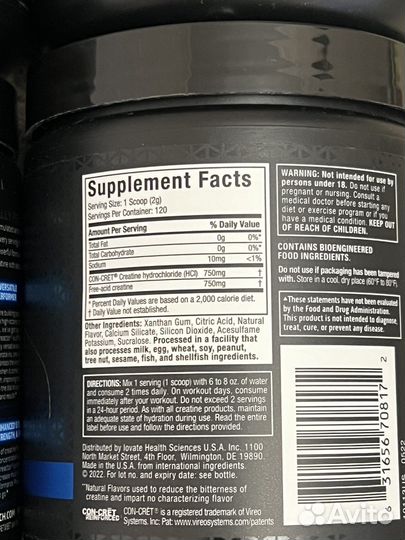 Supplement Facts
Serving Size: 1 Scoop (2g)
Servings Per Container: 120
Amount Per Serving % Daily Value
Total Fat 0g 0%*
Total Carbohydrate 0g 0%*
Sodium 10mg <1%
CON-CRĒT® Creatine hydrochloride (HCl) 750mg †
Free-acid creatine 750mg †
* Percent Daily Values are based on a 2,000 calorie diet.
† Daily Value not established.
Other Ingredients: Xanthan Gum, Citric Acid, Natural
Flavor, Calcium Silicate, Silicon Dioxide, Acesulfame
Potassium, Sucralose. Processed in a facility that
also processes milk, egg, wheat, soy, peanut,
tree nut, sesame, fish, and shellfish ingredients.
DIRECTIONS: Mix 1 serving (1 scoop) with 6 to 8 oz. of water
and consume 2 times daily. On workout days, consume
immediately after your workout. Do not exceed 2 servings
in a 24-hour period. As with all creatine products, maintain
an adequate state of hydration during use. Read the entire
label before use and follow the directions provided.
Distributed by Iovate Health Sciences U.S.A. Inc. 1100
North Market Street, 4th Floor, Wilmington, DE 19890.
Made in U.S.A. from international ingredients.
© 2022. For lot no. and expiry date: see bottle.
Natural Flavors used to reduce the bitterness of
creatine and impart no characterizing flavor
CON-CRĒT
REINFORCED
CON-CRĒT® is a registered trademark of Vireo
Systems, Inc. Pat: www.vireosystems.com/patents
WARNING: Not intended for use by
persons under 18. Do not use if
pregnant or nursing. Consult a
medical doctor before starting any
diet or exercise program or if you
have a medical condition. KEEP OUT
OF REACH OF CHILDREN.
CONTAINS BIOENGINEERED
FOOD INGREDIENTS.
Do not use if packaging has been tampered
with. Store in a cool, dry place (60°F to 80°F).
^These statements have not been evaluated
by the Food and Drug Administration.
This product is not intended to diagnose,
treat, cure, or prevent any disease.
6 31656 70817 2
Avito